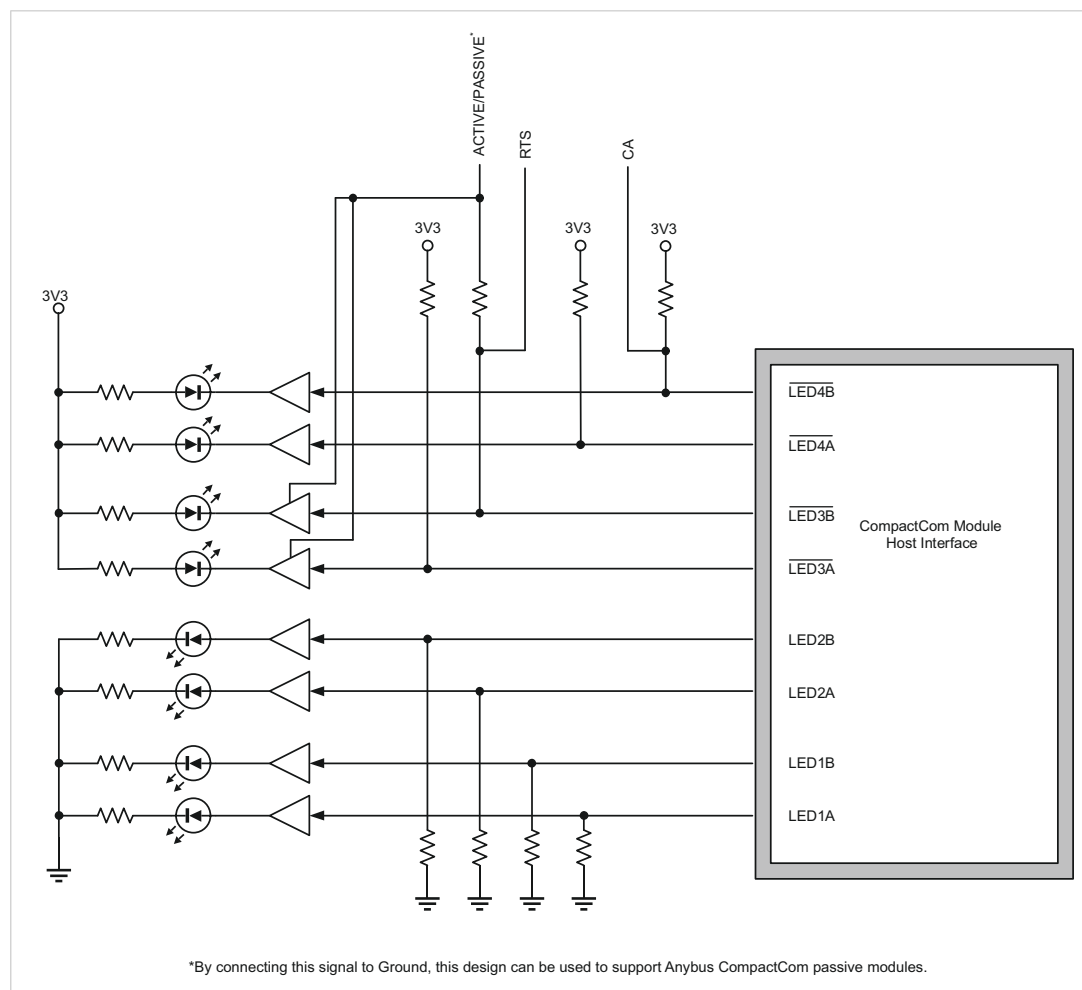 ACTIVE/PASSIVE*
RTS
CA
3V3
3V3
3V3
3V3
LED4B
LED4A
LED3B
CompactCom Module
Host Interface
LED3A
LED2B
LED2A
LED1B
LED1A
*By connecting this signal to Ground, this design can be used to support Anybus CompactCom passive modules.